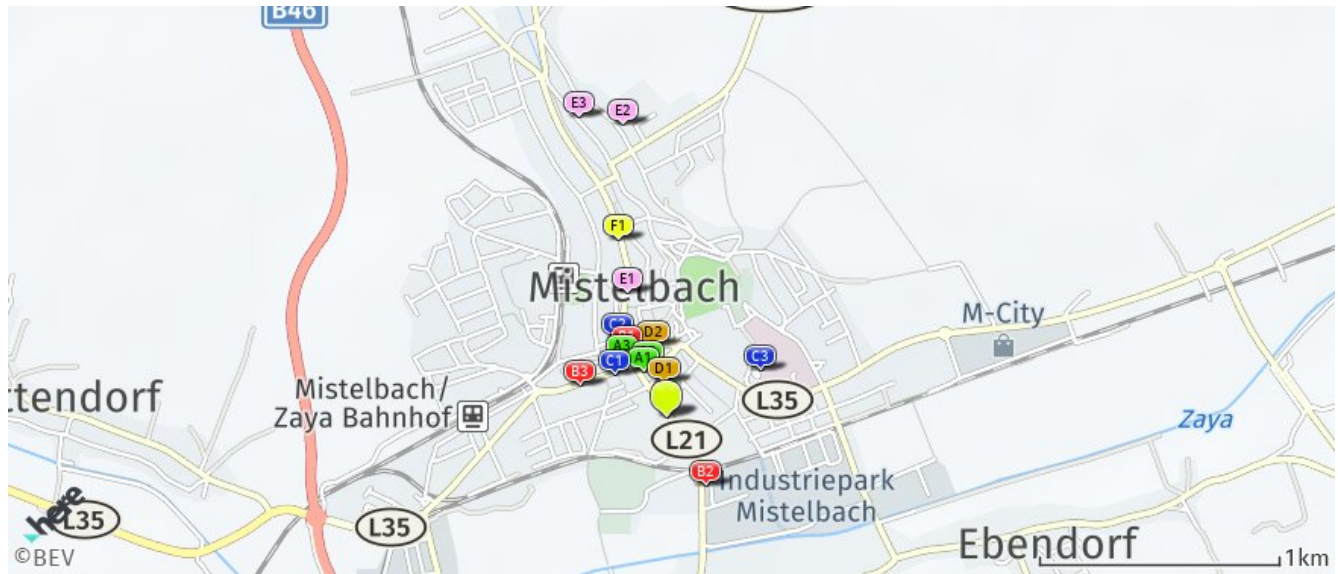 B46
E3
E2
F1
E1
Mistelbach
M-City
C2
D2
A3
A1
C1
D1
C3
B3
Mistelbach/
Zaya Bahnhof
ttendorf
L35
L21
Zaya
B2
Industriepark
Mistelbach
L35
L35
here
Ebendorf
1km
©BEV